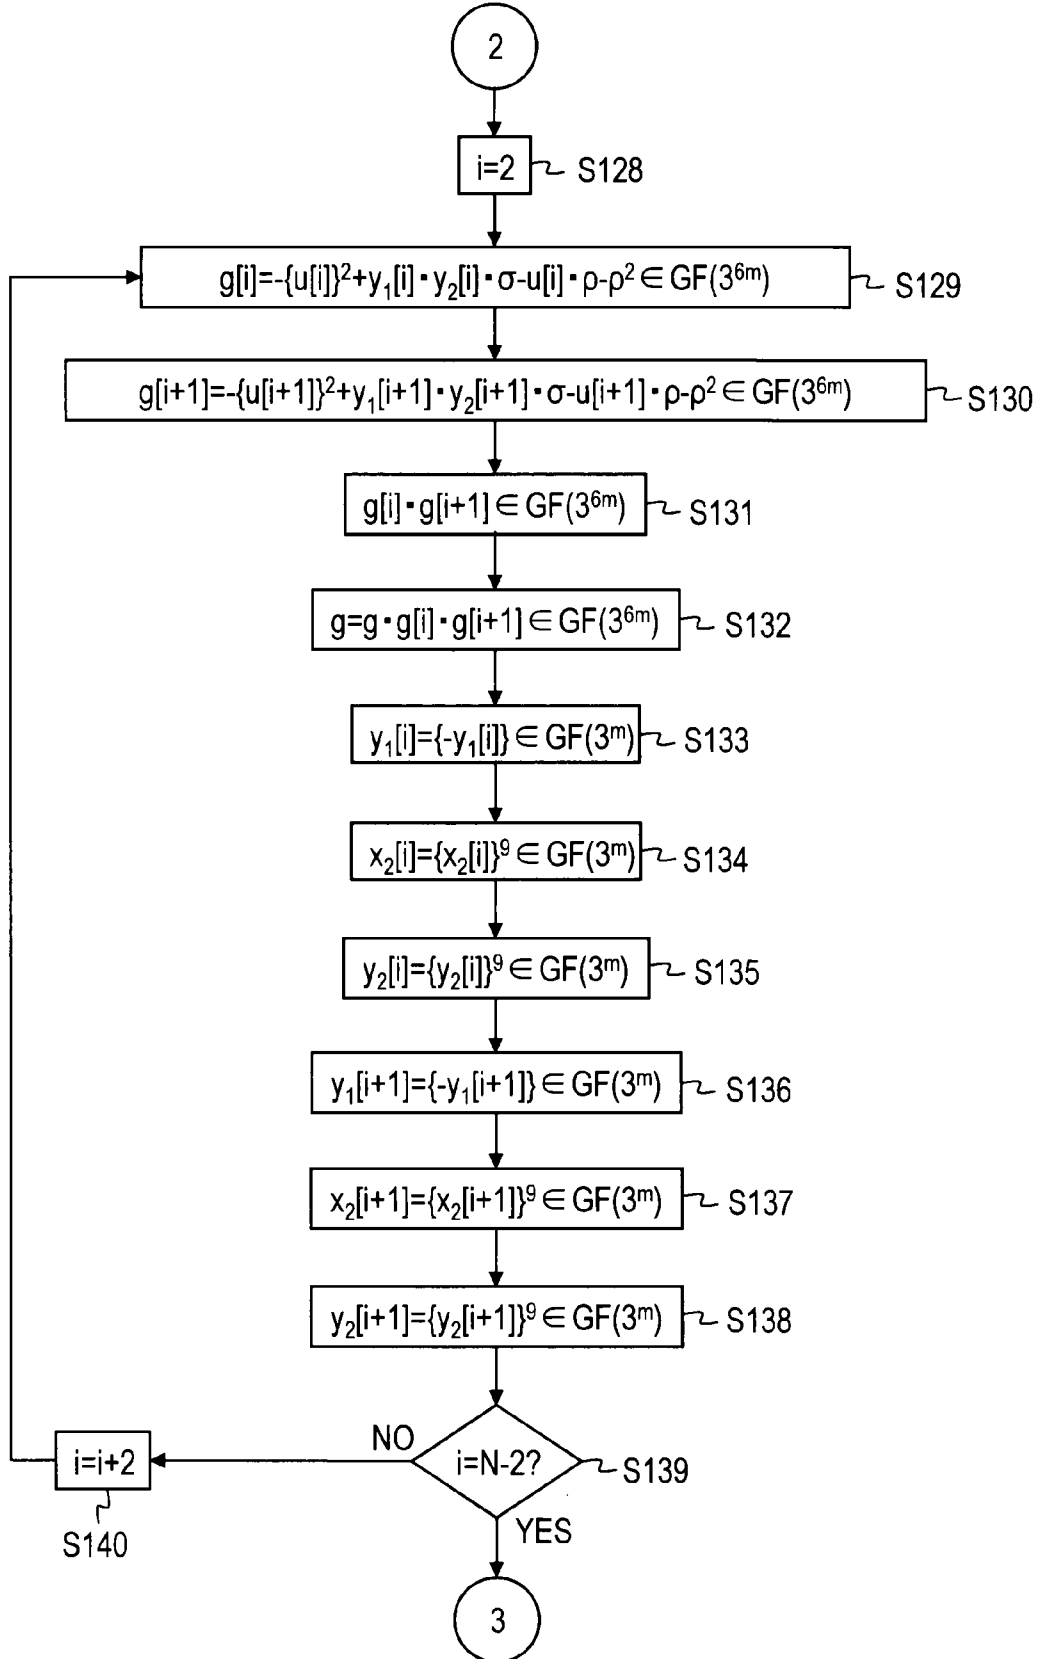 2
i=2 S128
g[i]=-{u[i]}²+y₁[i]▪y₂[i]▪σ-u[i]▪ρ-ρ²∈GF(3⁶ᵐ) S129
g[i+1]=-{u[i+1]}²+y₁[i+1]▪y₂[i+1]▪σ-u[i+1]▪ρ-ρ²∈GF(3⁶ᵐ) S130
g[i]▪g[i+1]∈GF(3⁶ᵐ) S131
g=g▪g[i]▪g[i+1]∈GF(3⁶ᵐ) S132
y₁[i]={-y₁[i]}∈GF(3ᵐ) S133
x₂[i]={x₂[i]}⁹∈GF(3ᵐ) S134
y₂[i]={y₂[i]}⁹∈GF(3ᵐ) S135
y₁[i+1]={-y₁[i+1]}∈GF(3ᵐ) S136
x₂[i+1]={x₂[i+1]}⁹∈GF(3ᵐ) S137
y₂[i+1]={y₂[i+1]}⁹∈GF(3ᵐ) S138
NO
i=i+2 i=N-2? S139
S140 YES
3